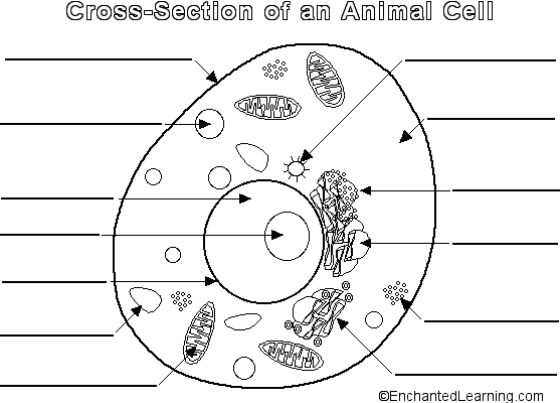 Cross-Section of an Animal Cell
©EnchantedLearning.com